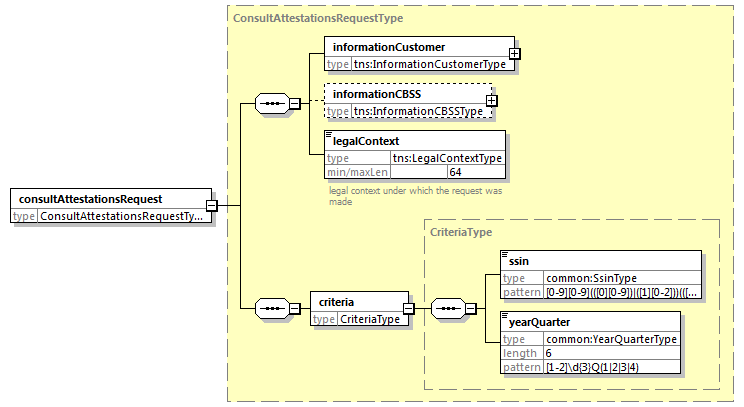 ConsultAttestationsRequestType
informationCustomer
type tns:InformationCustomerType
informationCBSS
type tns:InformationCBSSType
legalContext
type tns:LegalContextType
min/maxLen 64
legal context under which the request was
made
consultAttestationsRequest
type ConsultAttestationsRequestTy...
CriteriaType
ssin
type common:SsinType
pattern [0-9][0-9](([0][0-9])|([1][0-2]))(([...
criteria
type CriteriaType
yearQuarter
type common:YearQuarterType
length 6
pattern [1-2]\d{3}Q(1|2|3|4)